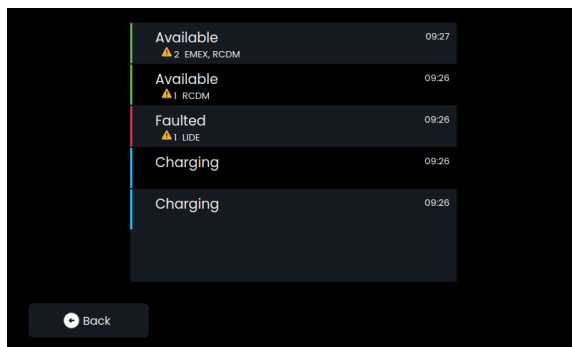 Available 09:27
2 EMEX, RCDM
Available 09:26
1 RCDM
Faulted 09:26
1 LIDE
Charging 09:26
Charging 09:26
Back